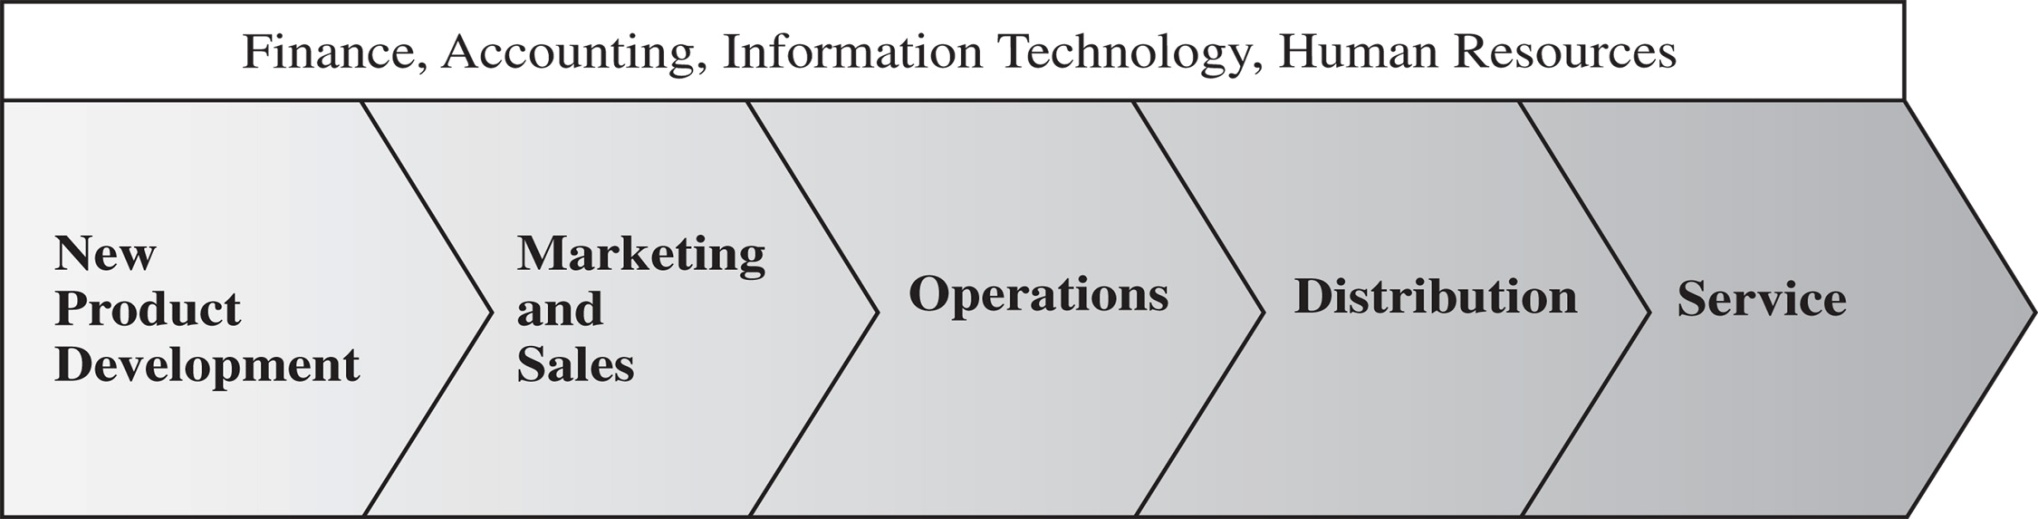 Finance, Accounting, Information Technology, Human Resources
New
Product
Development
Marketing
and
Sales
Operations
Distribution
Service